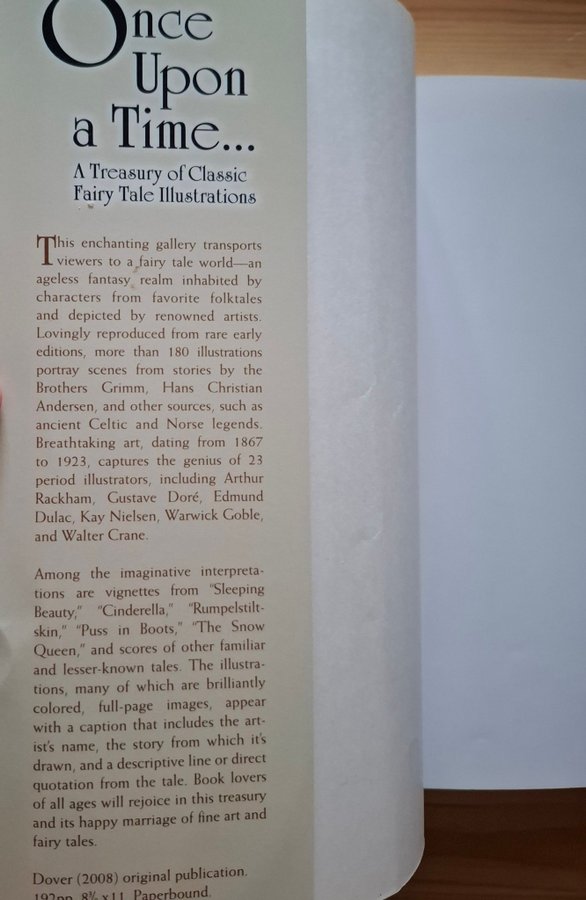 Once
Upon
a Time...
A Treasury of Classic
Fairy Tale Illustrations
This enchanting gallery transports
viewers to a fairy tale world—an
ageless fantasy realm inhabited by
characters from favorite folktales
and depicted by renowned artists.
Lovingly reproduced from rare early
editions, more than 180 illustrations
portray scenes from stories by the
Brothers Grimm, Hans Christian
Andersen, and other sources, such as
ancient Celtic and Norse legends.
Breathtaking art, dating from 1867
to 1923, captures the genius of 23
period illustrators, including Arthur
Rackham, Gustave Doré, Edmund
Dulac, Kay Nielsen, Warwick Goble,
and Walter Crane.
Among the imaginative interpreta-
tions are vignettes from "Sleeping
Beauty," "Cinderella," "Rumpelstilt-
skin," "Puss in Boots," "The Snow
Queen," and scores of other familiar
and lesser-known tales. The illustra-
tions, many of which are brilliantly
colored, full-page images, appear
with a caption that includes the art-
ist's name, the story from which it's
drawn, and a descriptive line or direct
quotation from the tale. Book lovers
of all ages will rejoice in this treasury
and its happy marriage of fine art and
fairy tales.
Dover (2008) original publication.
192pp. 8⅜ x 11. Paperbound.